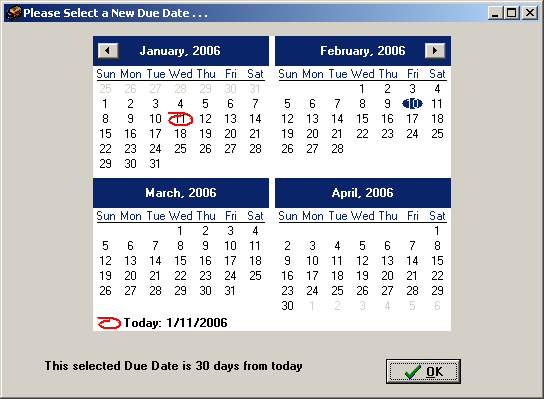 Please Select a New Due Date . . .
January, 2006 February, 2006
Sun Mon Tue Wed Thu Fri Sat Sun Mon Tue Wed Thu Fri Sat
25 26 27 28 29 30 31 1 2 3 4
1 2 3 4 5 6 7 5 6 7 8 9 10 11
8 9 10 11 12 13 14 12 13 14 15 16 17 18
15 16 17 18 19 20 21 19 20 21 22 23 24 25
22 23 24 25 26 27 28 26 27 28
29 30 31
March, 2006 April, 2006
Sun Mon Tue Wed Thu Fri Sat Sun Mon Tue Wed Thu Fri Sat
1 2 3 4 1
5 6 7 8 9 10 11 2 3 4 5 6 7 8
12 13 14 15 16 17 18 9 10 11 12 13 14 15
19 20 21 22 23 24 25 16 17 18 19 20 21 22
26 27 28 29 30 31 23 24 25 26 27 28 29
30 1 2 3 4 5 6
Today: 1/11/2006
This selected Due Date is 30 days from today
OK